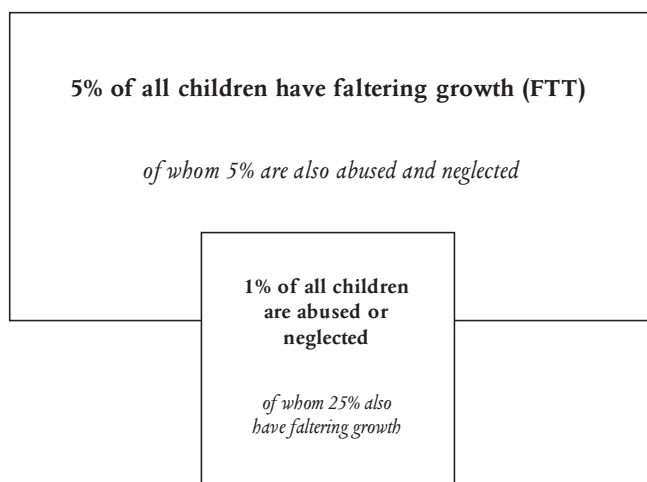 5% of all children have faltering growth (FTT)
of whom 5% are also abused and neglected
1% of all children
are abused or
neglected
of whom 25% also
have faltering growth